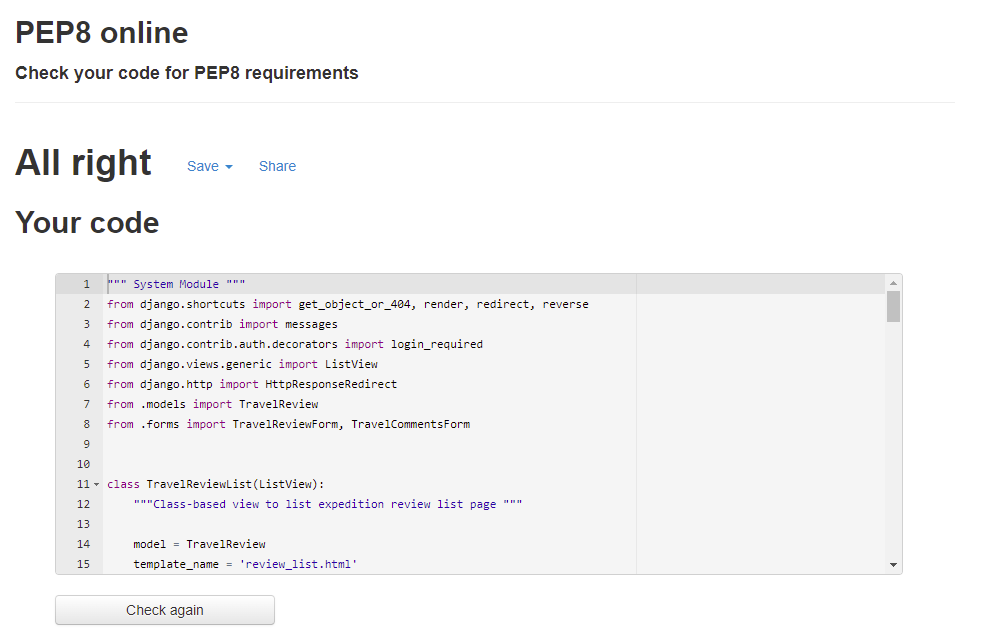 PEP8 online
Check your code for PEP8 requirements
All right Save Share
Your code
1 """ System Module """
2 from django.shortcuts import get_object_or_404, render, redirect, reverse
3 from django.contrib import messages
4 from django.contrib.auth.decorators import login_required
5 from django.views.generic import ListView
6 from django.http import HttpResponseRedirect
7 from .models import TravelReview
8 from .forms import TravelReviewForm, TravelCommentsForm
9
10
11 class TravelReviewList(ListView):
12     """Class-based view to list expedition review list page """
13
14     model = TravelReview
15     template_name = 'review_list.html'
Check again